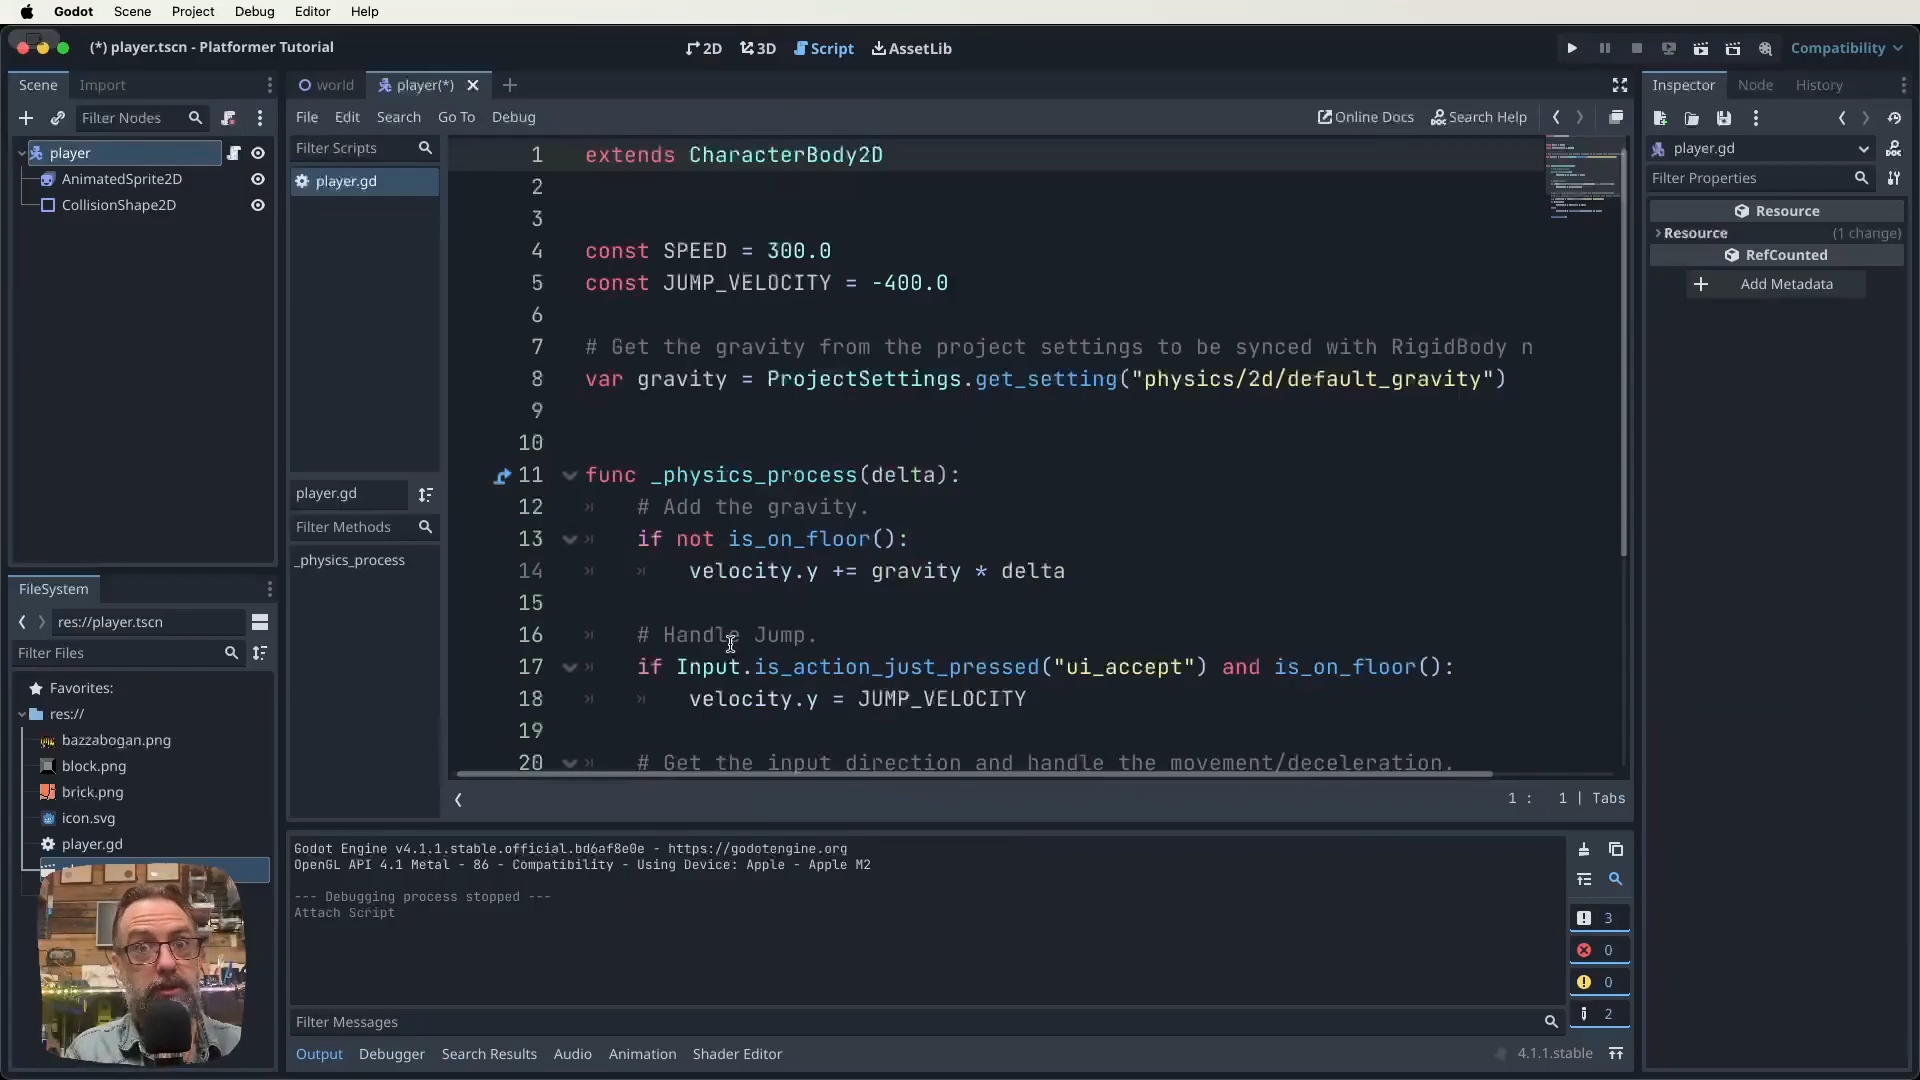 Godot Scene Project Debug Editor Help
(*) player.tscn - Platformer Tutorial
2D 3D Script AssetLib
Compatibility
Scene Import
world player(*)
Inspector Node History
Filter Nodes
File Edit Search Go To Debug
Online Docs Search Help
player
AnimatedSprite2D
CollisionShape2D
Filter Scripts
player.gd
1 extends CharacterBody2D
2
3
4 const SPEED = 300.0
5 const JUMP_VELOCITY = -400.0
6
7 # Get the gravity from the project settings to be synced with RigidBody n
8 var gravity = ProjectSettings.get_setting("physics/2d/default_gravity")
9
10
11 func _physics_process(delta):
12 # Add the gravity.
13 if not is_on_floor():
14 velocity.y += gravity * delta
15
16 # Handle Jump.
17 if Input.is_action_just_pressed("ui_accept") and is_on_floor():
18 velocity.y = JUMP_VELOCITY
19
20 # Get the input direction and handle the movement/deceleration.
player.gd
Filter Methods
_physics_process
1 : 1 | Tabs
player.gd
Filter Properties
Resource
Resource (1 change)
RefCounted
Add Metadata
FileSystem
res://player.tscn
Filter Files
Favorites:
res://
bazzabogan.png
block.png
brick.png
icon.svg
player.gd
Godot Engine v4.1.1.stable.official.bd6af8e0e - https://godotengine.org
OpenGL API 4.1 Metal - 86 - Compatibility - Using Device: Apple - Apple M2
--- Debugging process stopped ---
Attach Script
3
0
0
2
Filter Messages
Output Debugger Search Results Audio Animation Shader Editor
4.1.1.stable